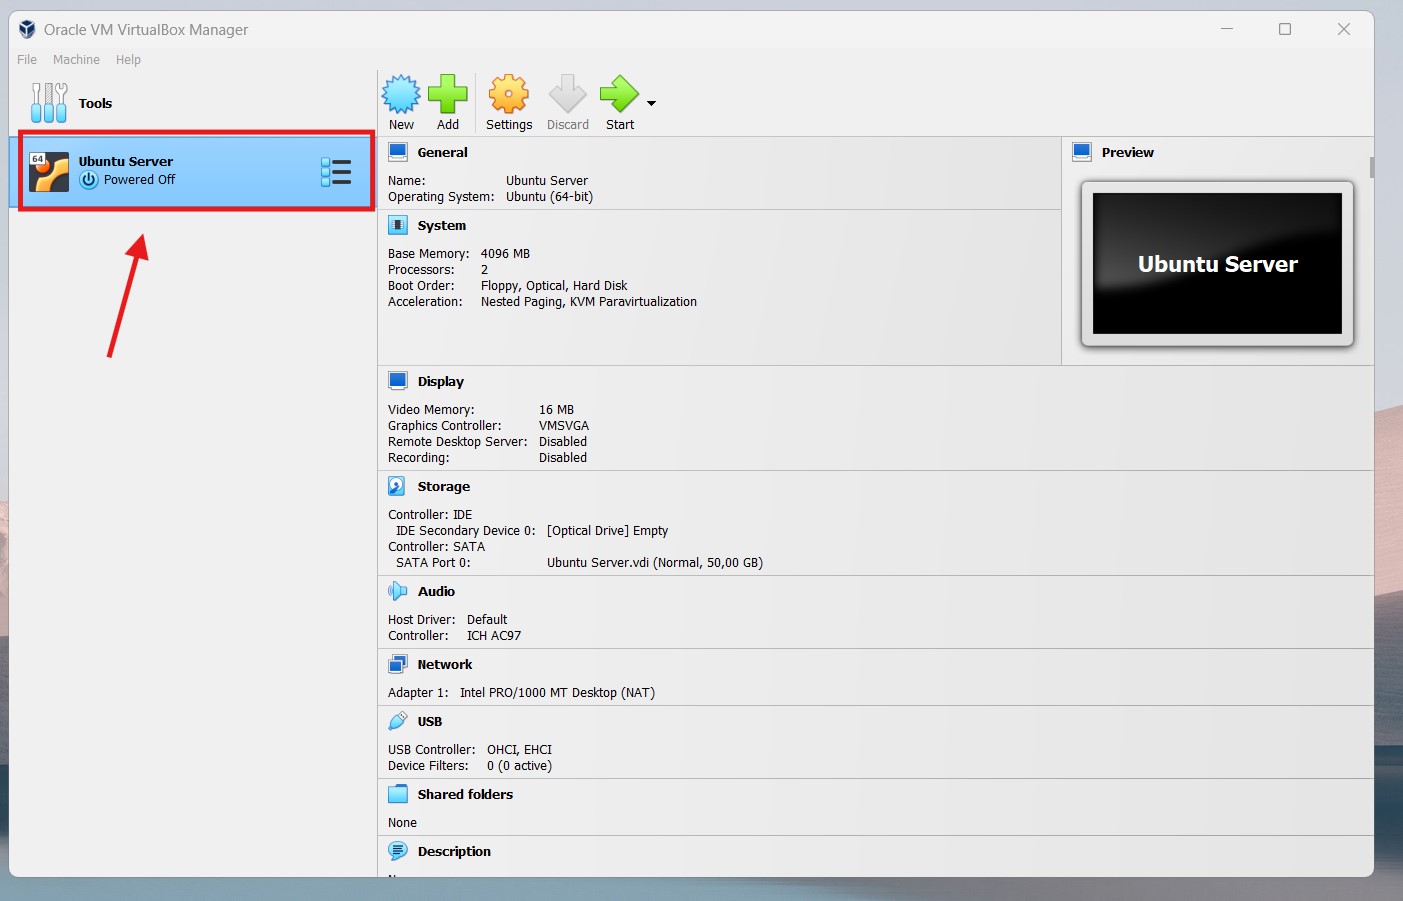 Oracle VM VirtualBox Manager
File Machine Help
Tools
New Add Settings Discard Start
64
Ubuntu Server
Powered Off
General
Name: Ubuntu Server
Operating System: Ubuntu (64-bit)
Preview
Ubuntu Server
System
Base Memory: 4096 MB
Processors: 2
Boot Order: Floppy, Optical, Hard Disk
Acceleration: Nested Paging, KVM Paravirtualization
Display
Video Memory: 16 MB
Graphics Controller: VMSVGA
Remote Desktop Server: Disabled
Recording: Disabled
Storage
Controller: IDE
IDE Secondary Device 0: [Optical Drive] Empty
Controller: SATA
SATA Port 0: Ubuntu Server.vdi (Normal, 50,00 GB)
Audio
Host Driver: Default
Controller: ICH AC97
Network
Adapter 1: Intel PRO/1000 MT Desktop (NAT)
USB
USB Controller: OHCI, EHCI
Device Filters: 0 (0 active)
Shared folders
None
Description